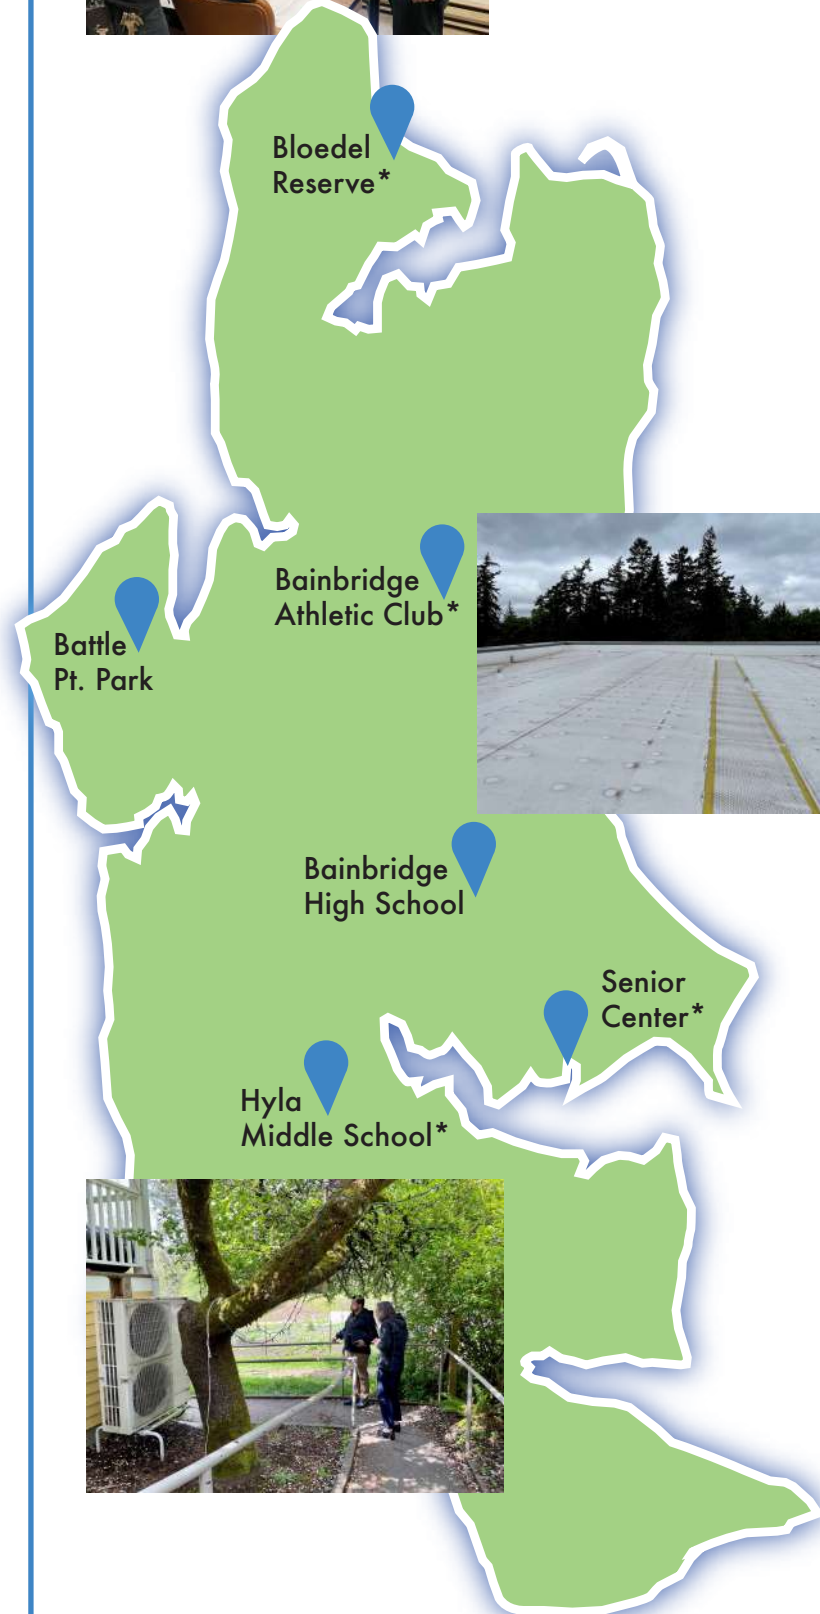 Bloedel
Reserve*
Bainbridge
Athletic Club*
Battle
Pt. Park
Bainbridge
High School
Senior
Center*
Hyla
Middle School*